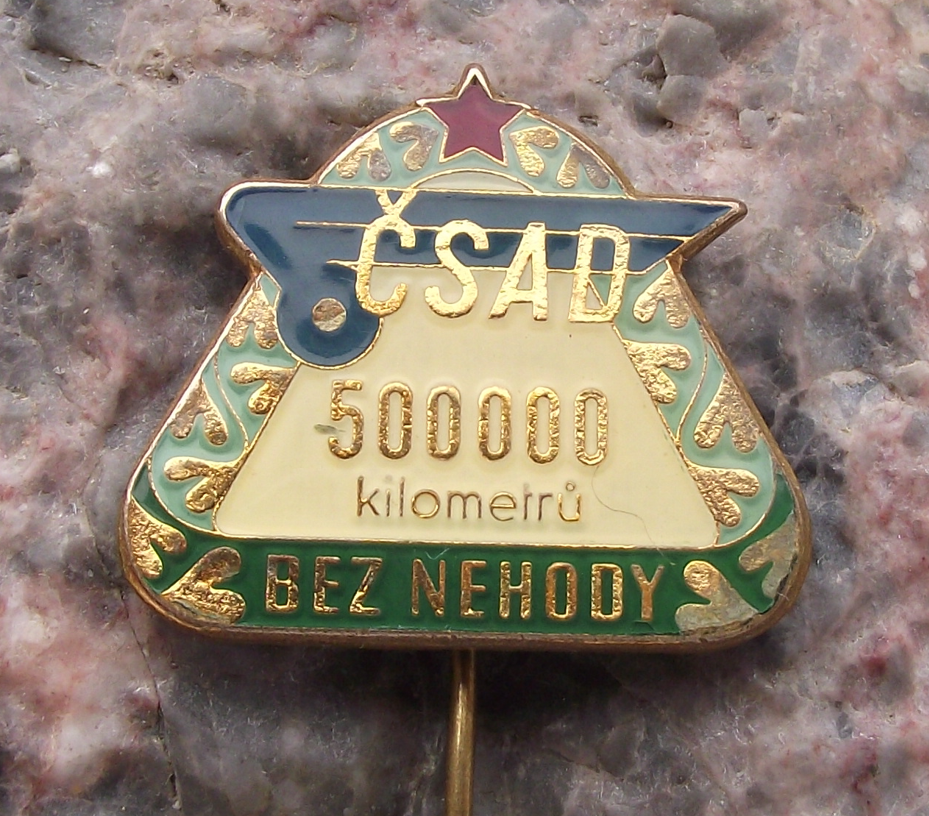 ČSAD
500000
kilometrů
BEZ NEHODY